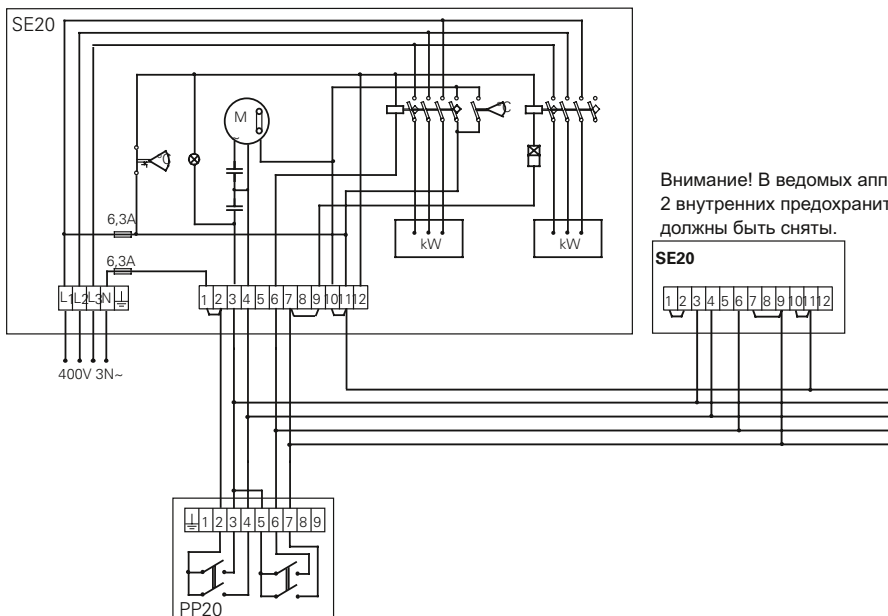 SE20
M
~
°C
°C
6,3A
6,3A
kW
kW
L1 L2 L3 N
1 2 3 4 5 6 7 8 9 10 11 12
400V 3N~
Внимание! В ведомых апп
2 внутренних предохранит
должны быть сняты.
SE20
1 2 3 4 5 6 7 8 9 10 11 12
1 2 3 4 5 6 7 8 9
PP20